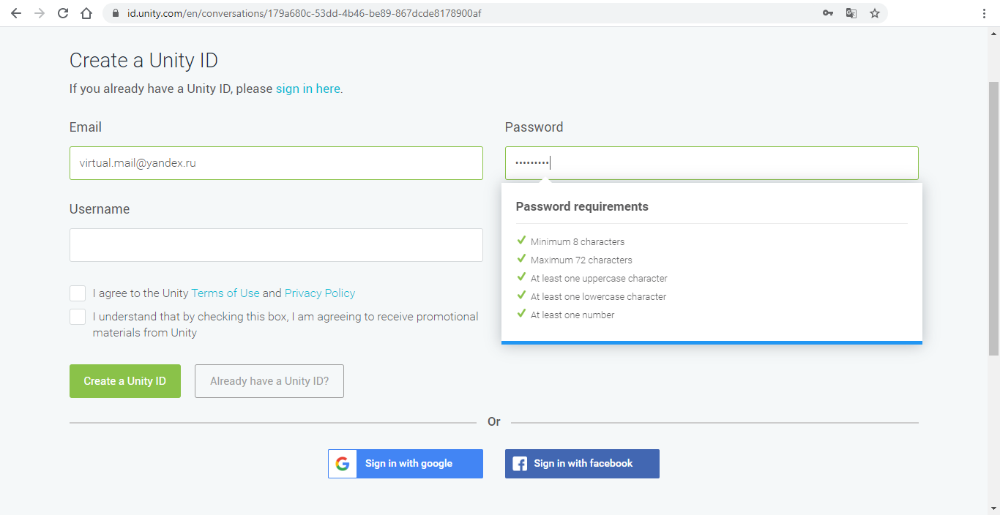 id.unity.com/en/conversations/179a680c-53dd-4b46-be89-867dcde8178900af
Create a Unity ID
If you already have a Unity ID, please sign in here.
Email
virtual.mail@yandex.ru
Username
Password
•••••••••
Password requirements
Minimum 8 characters
Maximum 72 characters
At least one uppercase character
At least one lowercase character
At least one number
I agree to the Unity Terms of Use and Privacy Policy
I understand that by checking this box, I am agreeing to receive promotional
materials from Unity
Create a Unity ID
Already have a Unity ID?
Or
Sign in with google
Sign in with facebook